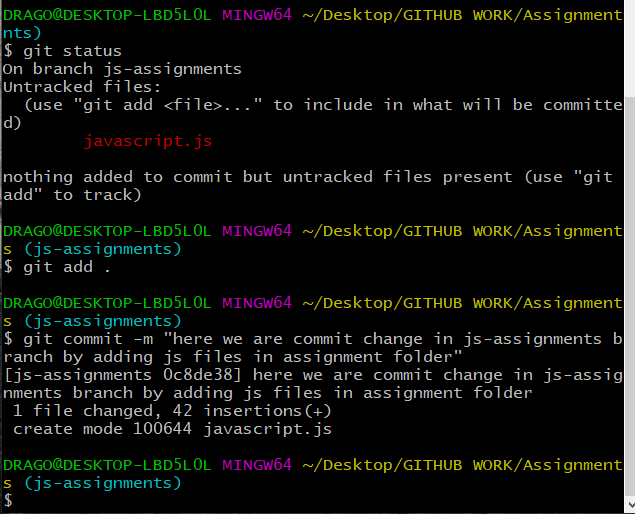 DRAGO@DESKTOP-LBD5L0L MINGW64 ~/Desktop/GITHUB WORK/Assignment
nts)
$ git status
On branch js-assignments
Untracked files:
  (use "git add <file>..." to include in what will be committe
d)
        javascript.js
nothing added to commit but untracked files present (use "git
add" to track)
DRAGO@DESKTOP-LBD5L0L MINGW64 ~/Desktop/GITHUB WORK/Assignment
s (js-assignments)
$ git add .
DRAGO@DESKTOP-LBD5L0L MINGW64 ~/Desktop/GITHUB WORK/Assignment
s (js-assignments)
$ git commit -m "here we are commit change in js-assignments b
ranch by adding js files in assignment folder"
[js-assignments 0c8de38] here we are commit change in js-assig
nments branch by adding js files in assignment folder
 1 file changed, 42 insertions(+)
 create mode 100644 javascript.js
DRAGO@DESKTOP-LBD5L0L MINGW64 ~/Desktop/GITHUB WORK/Assignment
s (js-assignments)
$